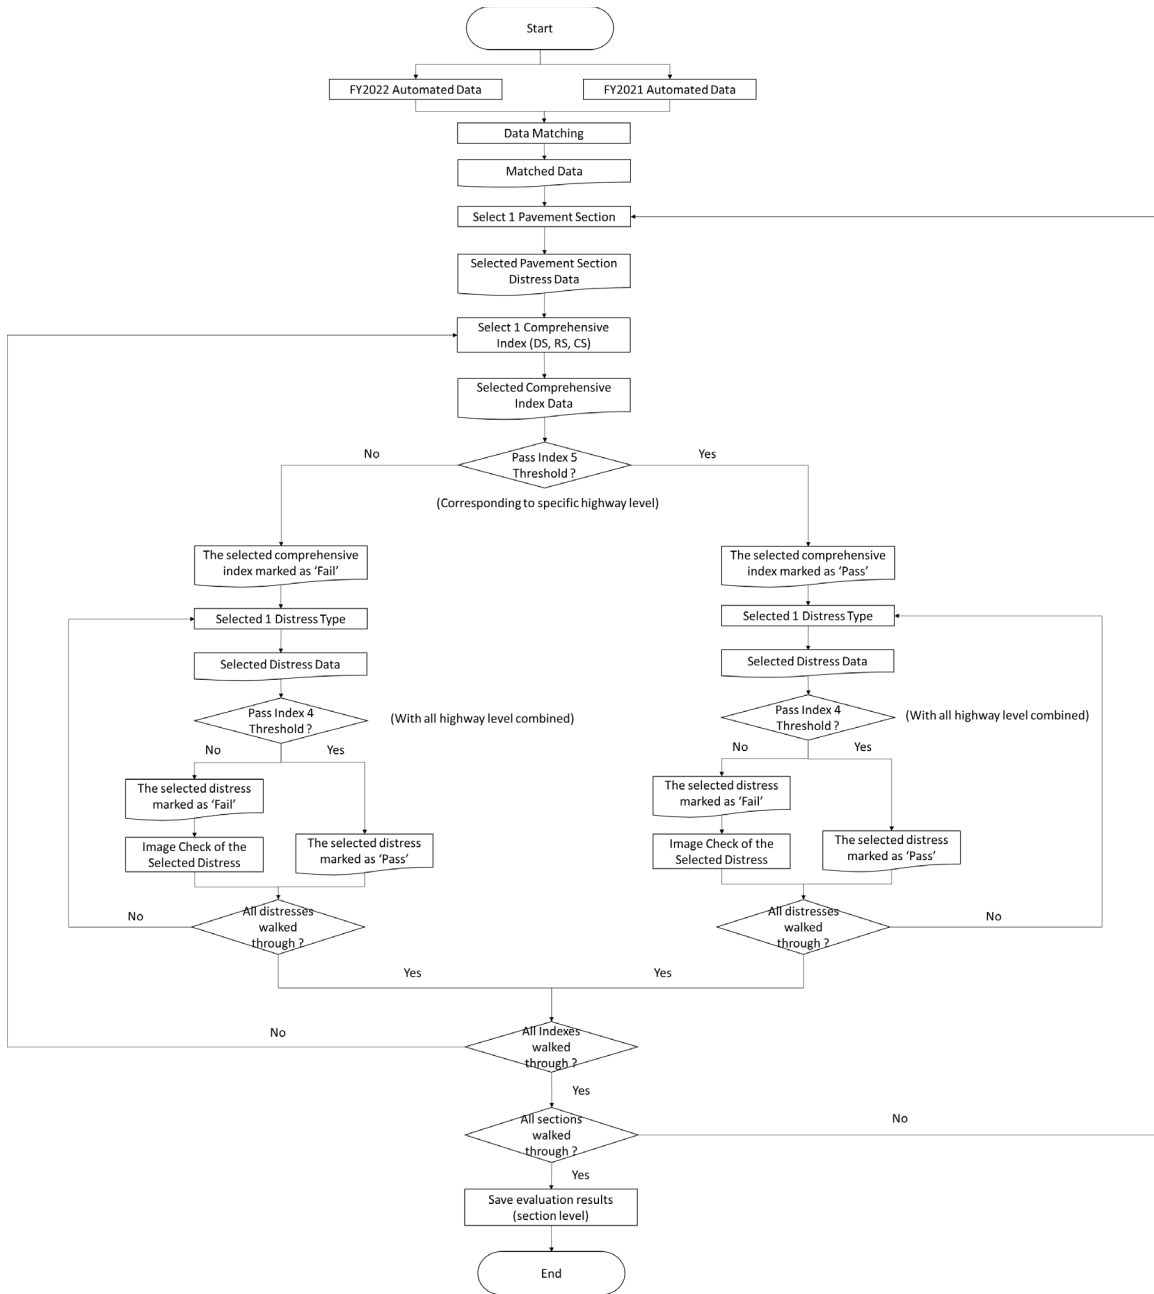 Start
FY2022 Automated Data
FY2021 Automated Data
Data Matching
Matched Data
Select 1 Pavement Section
Selected Pavement Section
Distress Data
Select 1 Comprehensive
Index (DS, RS, CS)
Selected Comprehensive
Index Data
No
Pass Index 5
Threshold ?
Yes
(Corresponding to specific highway level)
The selected comprehensive
index marked as ‘Fail’
The selected comprehensive
index marked as ‘Pass’
Selected 1 Distress Type
Selected 1 Distress Type
Selected Distress Data
Selected Distress Data
Pass Index 4
Threshold ?
(With all highway level combined)
Pass Index 4
Threshold ?
(With all highway level combined)
No
Yes
No
Yes
The selected distress
marked as ‘Fail’
The selected distress
marked as ‘Fail’
Image Check of the
Selected Distress
The selected distress
marked as ‘Pass’
Image Check of the
Selected Distress
The selected distress
marked as ‘Pass’
No
All distresses
walked
through ?
All distresses
walked
through ?
No
Yes
Yes
No
All Indexes
walked
through ?
Yes
All sections
walked
through ?
No
Yes
Save evaluation results
(section level)
End